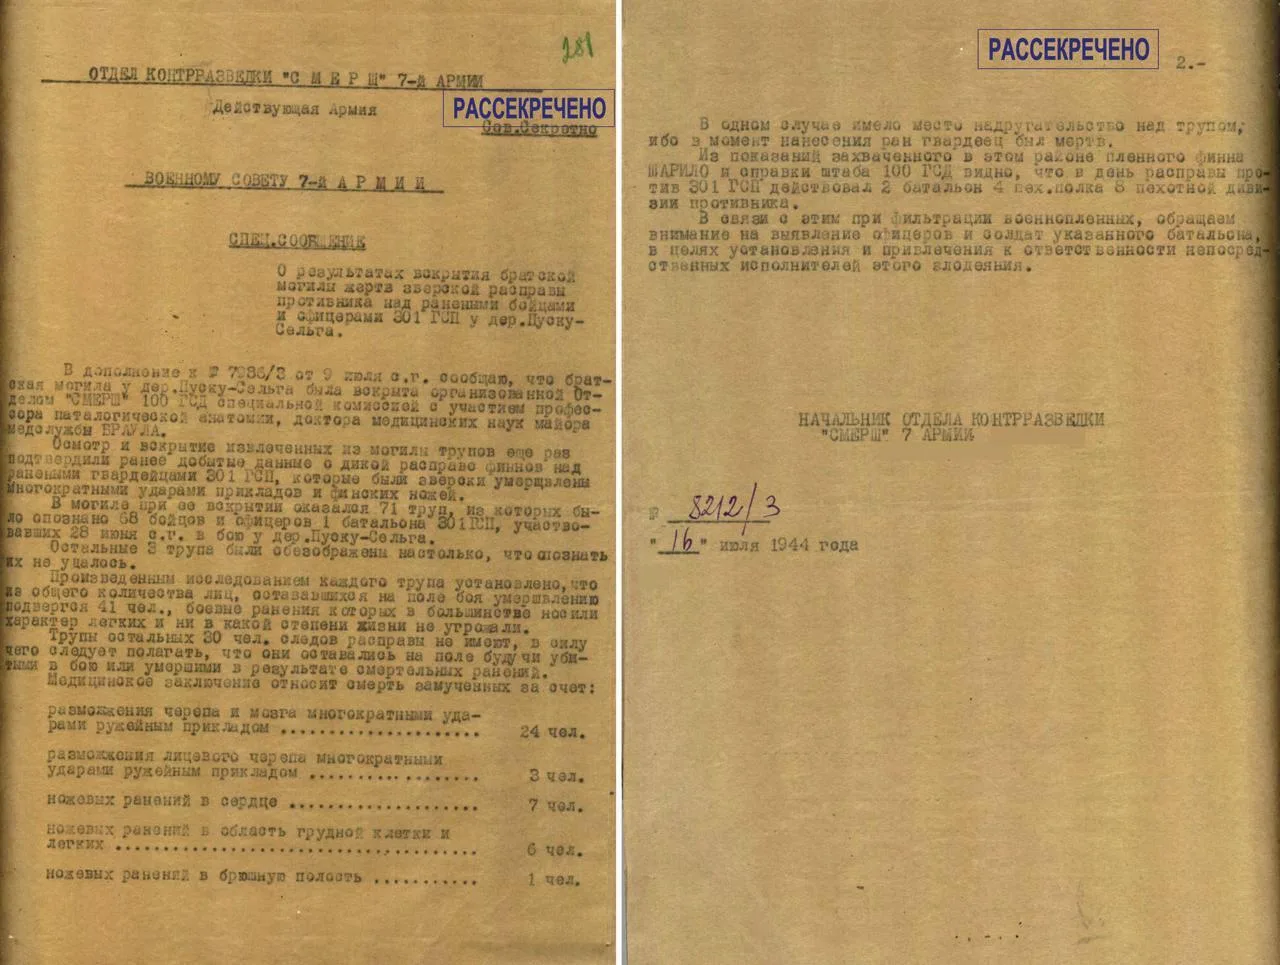 281
ОТДЕЛ КОНТРРАЗВЕДКИ "С М Е Р Ш" 7-й АРМИИ
Действующая Армия
РАССЕКРЕЧЕНО
Сов.Секретно
ВОЕННОМУ СОВЕТУ 7-й А Р М И И
СПЕЦ.СООБЩЕНИЕ
О результатах вскрытия братской
могилы жертв зверской расправы
противника над ранеными бойцами
и офицерами 301 ГСП у дер.Пуску-
Сельга.
В дополнение к № 7986/3 от 9 июля с.г. сообщаю, что брат-
ская могила у дер.Пуску-Сельга была вскрыта организованной От-
делом "СМЕРШ" 100 ГСД специальной комиссией с участием профес-
сора паталогической анатомии, доктора медицинских наук майора
медслужбы БРАУЛА.
Осмотр и вскрытие извлеченных из могилы трупов еще раз
подтвердили ранее добытые данные о дикой расправе финнов над
ранеными гвардейцами 301 ГСП, которые были зверски умерщвлены
многократными ударами прикладов и финских ножей.
В могиле при ее вскрытии оказался 71 труп, из которых бы-
ло опознано 68 бойцов и офицеров 1 батальона 301 ГСП, участво-
вавших 28 июня с.г. в бою у дер.Пуску-Сельга.
Остальные 3 трупа были обезображены настолько, что опознать
их не удалось.
Произведенным исследованием каждого трупа установлено,что
из общего количества лиц, остававшихся на поле боя умершвлению
подвергся 41 чел., боевые ранения которых в большинстве носили
характер легких и ни в какой степени жизни не угрожали.
Трупы остальных 30 чел. следов расправы не имеют, в силу
чего следует полагать, что они оставались на поле будучи уби-
тыми в бою или умершими в результате смертельных ранений.
Медицинское заключение относит смерть замученных за счет:
размозжения черепа и мозга многократными уда-
рами ружейным прикладом .................... 24 чел.
размозжения лицевого черепа многократными
ударами ружейным прикладом ................. 3 чел.
ножевых ранений в сердце ................... 7 чел.
ножевых ранений в область грудной клетки и
легких ..................................... 6 чел.
ножевых ранений в брюшную полость ........... 1 чел.
РАССЕКРЕЧЕНО
2.-
В одном случае имело место надругательство над трупом,
ибо в момент нанесения ран гвардеец был мертв.
Из показаний захваченного в этом районе пленного финна
ШАРИЛО и справки штаба 100 ГСД видно, что в день расправы про-
тив 301 ГСП действовал 2 батальон 4 пех.полка 8 пехотной диви-
зии противника.
В связи с этим при фильтрации военнопленных, обращаем
внимание на выявление офицеров и солдат указанного батальона,
в целях установления и привлечения к ответственности непосред-
ственных исполнителей этого злодеяния.
НАЧАЛЬНИК ОТДЕЛА КОНТРРАЗВЕДКИ
"СМЕРШ" 7 АРМИИ
№ 8212/3
"16" июля 1944 года